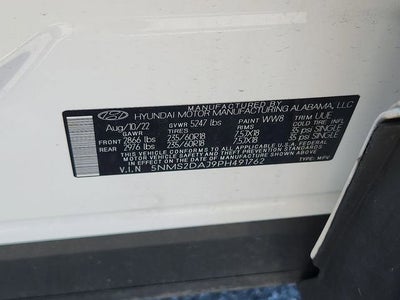 MANUFACTURED BY
HYUNDAI MOTOR MANUFACTURING ALABAMA, LLC
Aug/10/22 GVWR 5247 lbs PAINT WW8 TRIM UUE
GAWR TIRES RIMS COLD TIRE INFL
FRONT 2866 lbs 235/60R18 7.5JX18 35 PSI SINGLE
REAR 2976 lbs 235/60R18 7.5JX18 35 PSI SINGLE
THIS VEHICLE CONFORMS TO ALL APPLICABLE U.S.A. FEDERAL MOTOR
VEHICLE SAFETY, BUMPER, AND THEFT PREVENTION STANDARDS
IN EFFECT ON THE DATE OF MANUFACTURE SHOWN ABOVE.
V.I.N 5NMS2DAJ9PH491762 TYPE: MPV